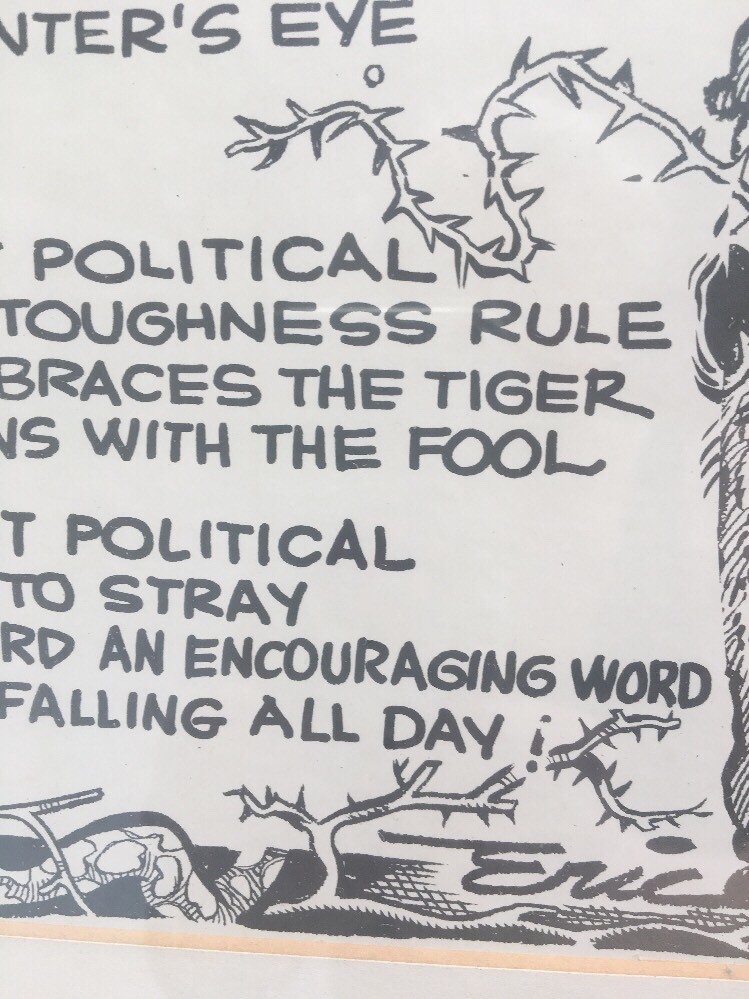 NTER'S EYE
POLITICAL
TOUGHNESS RULE
BRACES THE TIGER
NS WITH THE FOOL
T POLITICAL
TO STRAY
RD AN ENCOURAGING WORD
FALLING ALL DAY!
Eric